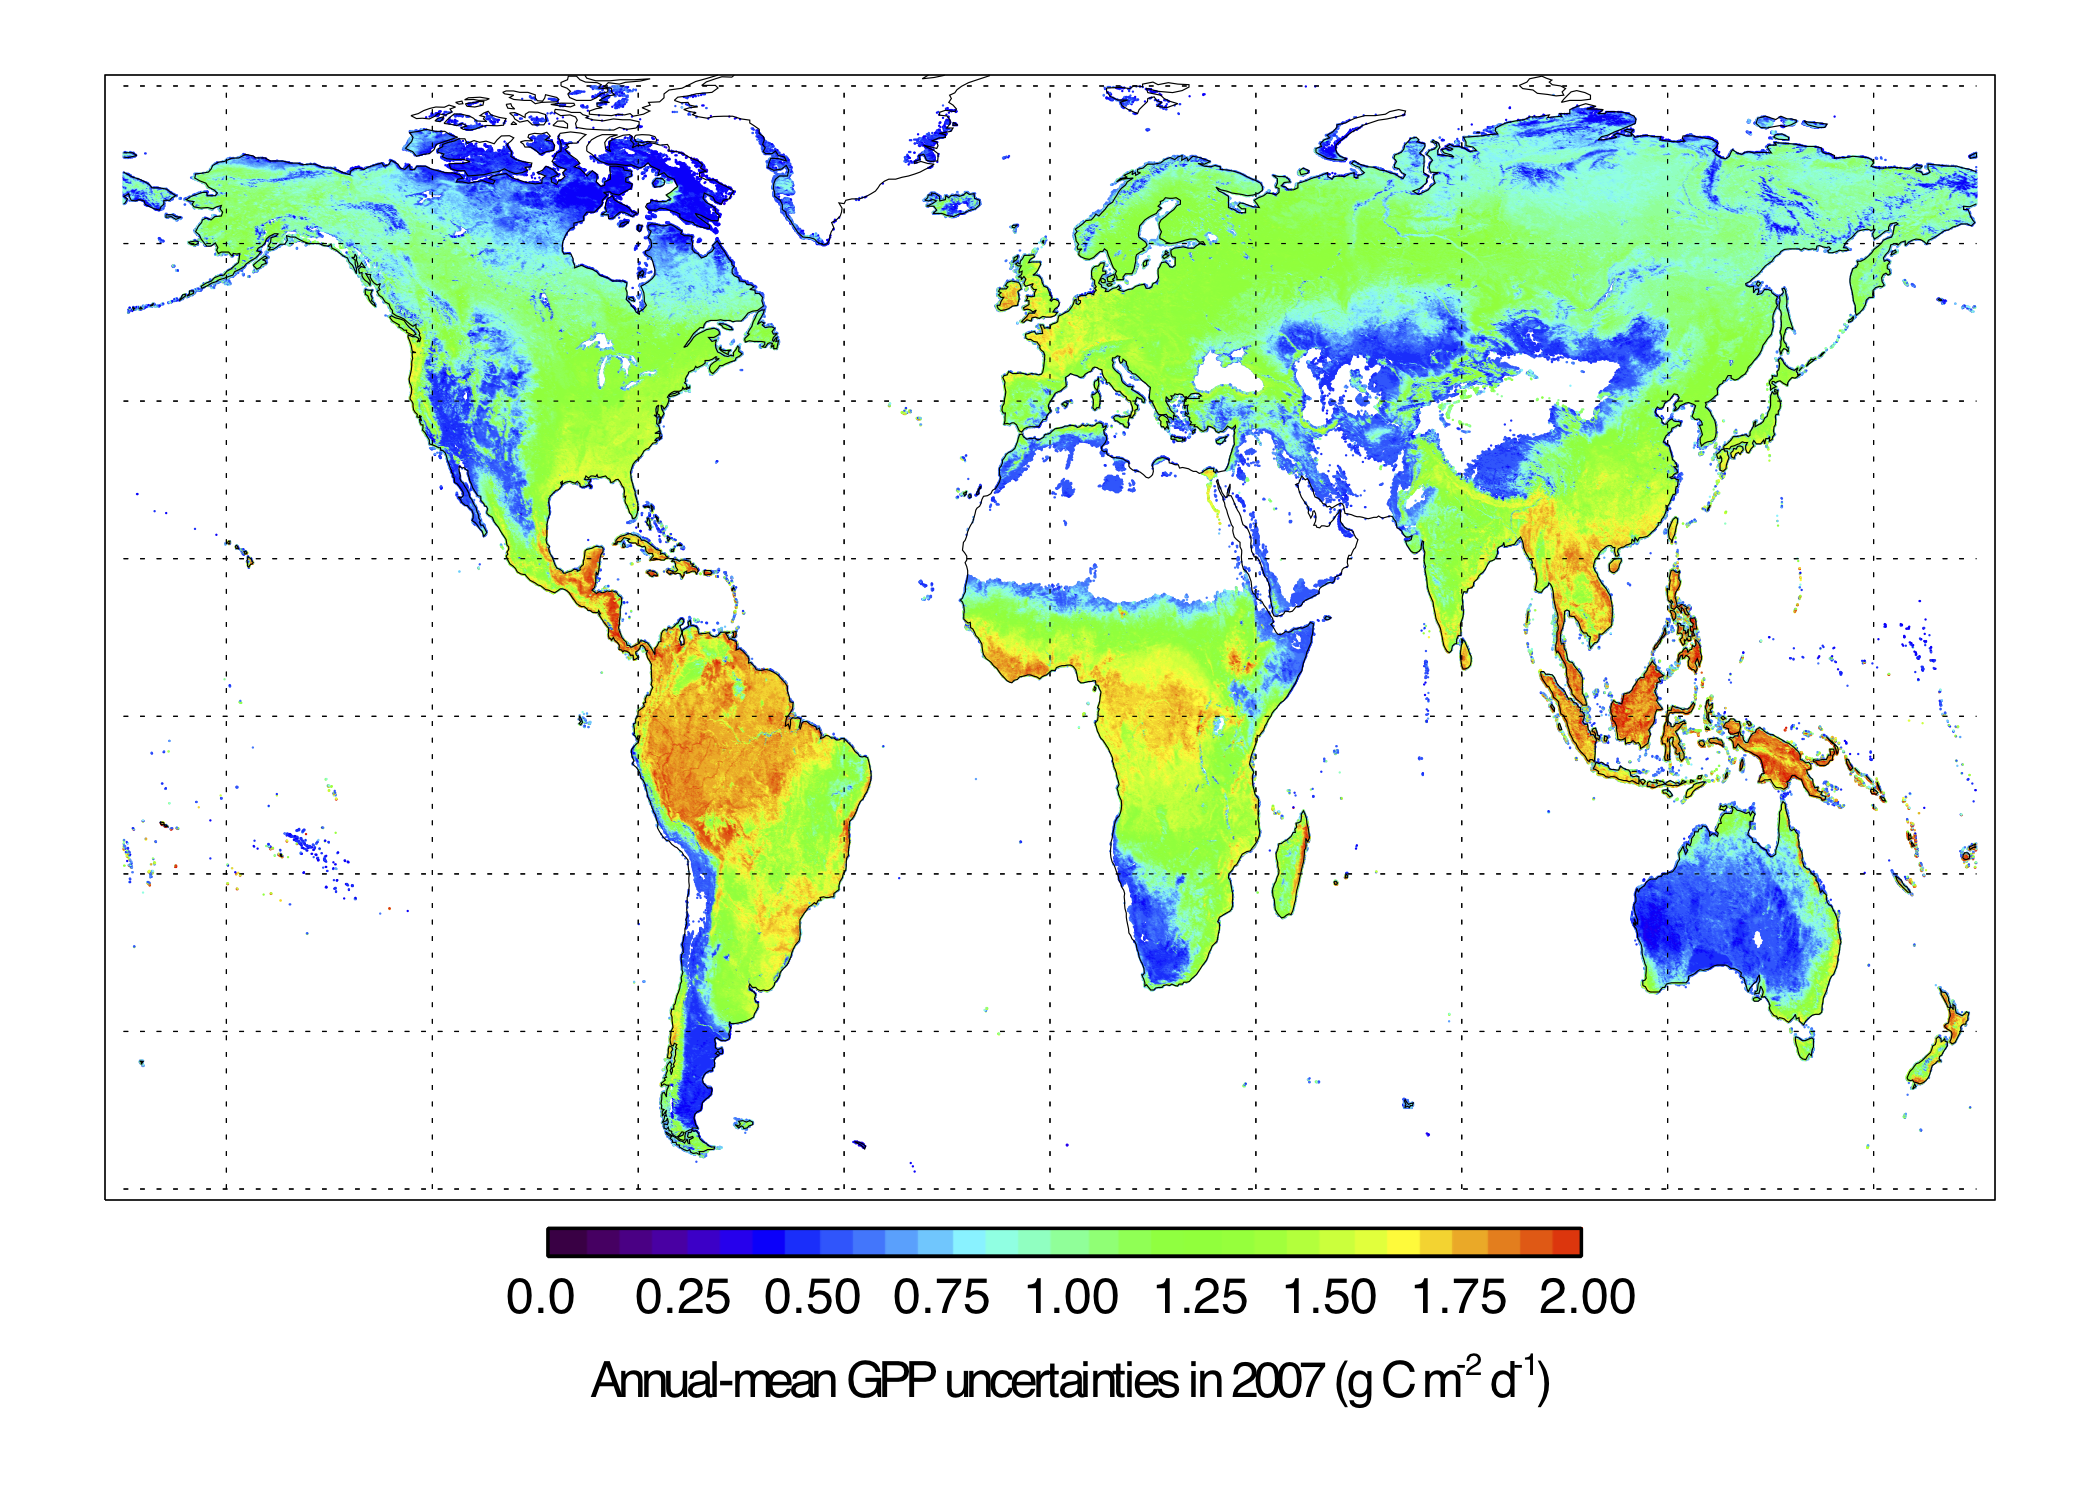 0.0 0.25 0.50 0.75 1.00 1.25 1.50 1.75 2.00
Annual-mean GPP uncertainties in 2007 (g C m⁻² d⁻¹)